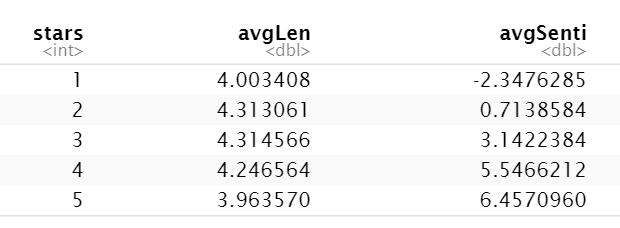 stars avgLen avgSenti
<int> <dbl> <dbl>
1 4.003408 -2.3476285
2 4.313061 0.7138584
3 4.314566 3.1422384
4 4.246564 5.5466212
5 3.963570 6.4570960